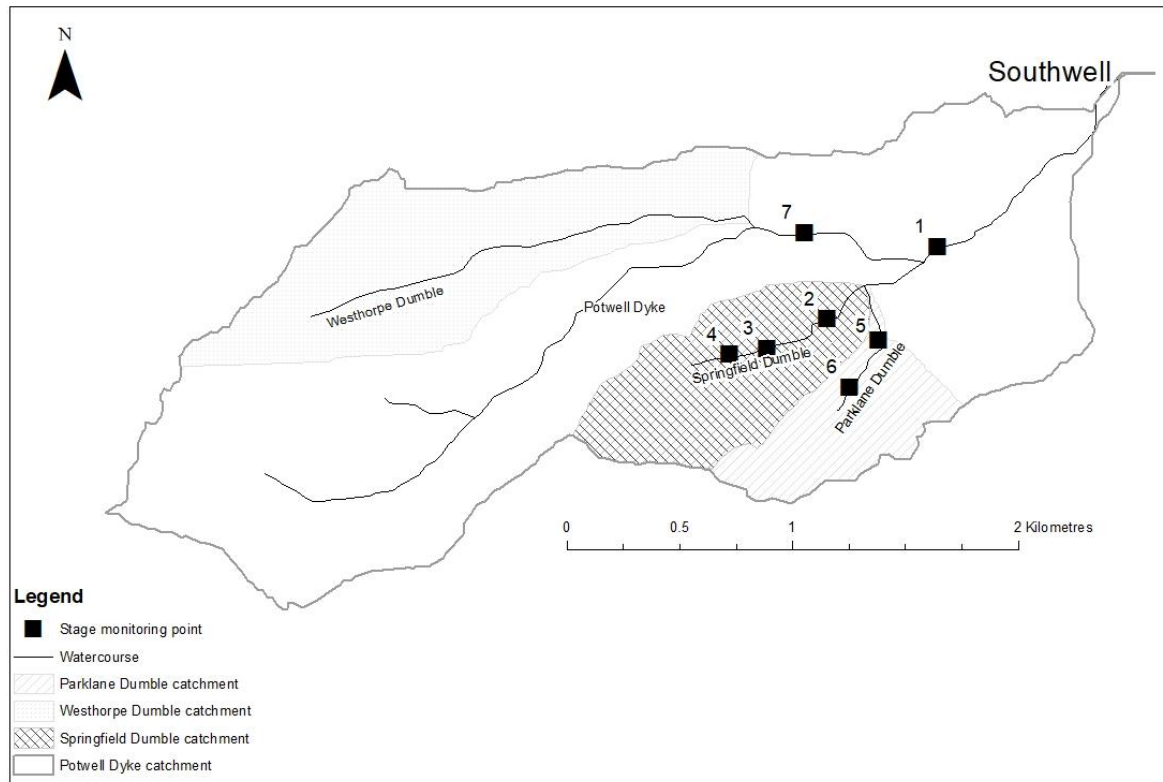 N
Southwell
7
1
Westhorpe Dumble
Potwell Dyke
2
5
4
3
Springfield Dumble
6
Parklane Dumble
0
0.5
1
2 Kilometres
Legend
Stage monitoring point
Watercourse
Parklane Dumble catchment
Westhorpe Dumble catchment
Springfield Dumble catchment
Potwell Dyke catchment